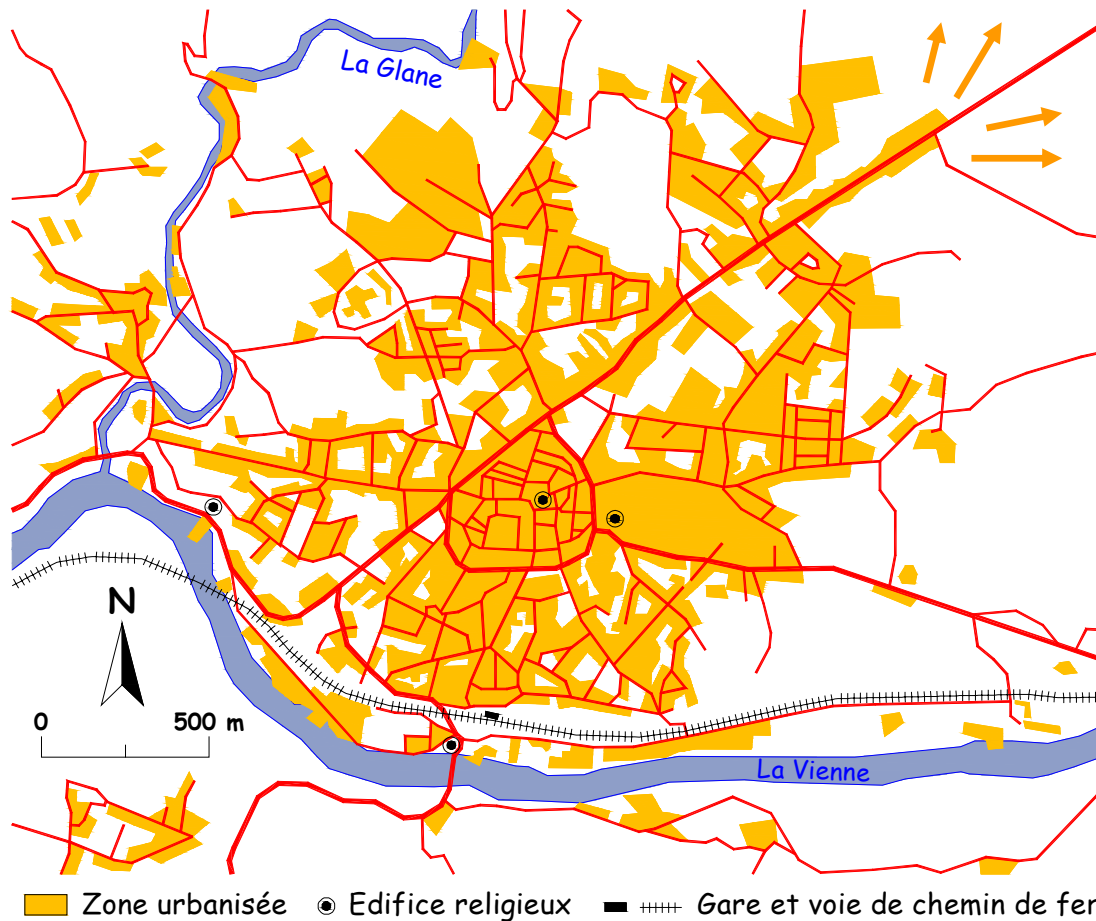 La Glane
N
0 500 m
La Vienne
Zone urbanisée Edifice religieux Gare et voie de chemin de fer